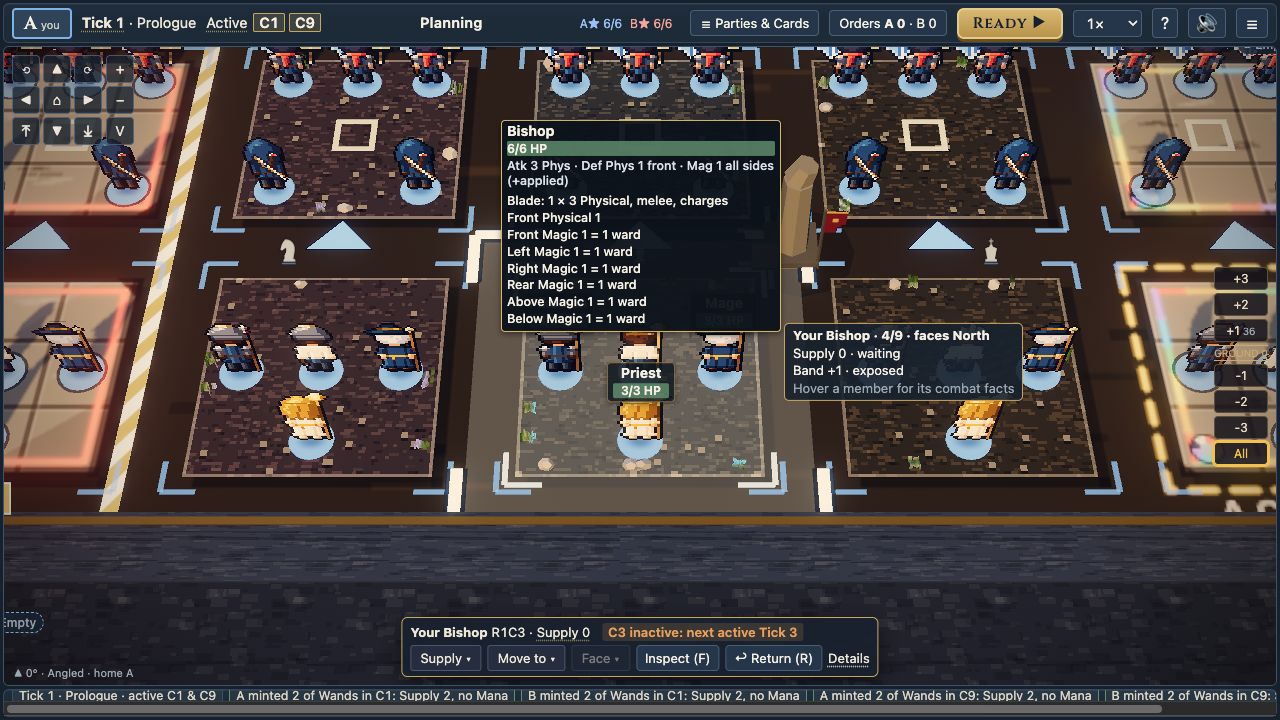 A you
Tick 1 · Prologue Active C1 C9
Planning
A★ 6/6 B★ 6/6
≡ Parties & Cards
Orders A 0 · B 0
READY ▶
1×
?
≡
V
Bishop
6/6 HP
Atk 3 Phys · Def Phys 1 front · Mag 1 all sides
(+applied)
Blade: 1 × 3 Physical, melee, charges
Front Physical 1
Front Magic 1 = 1 ward
Left Magic 1 = 1 ward
Right Magic 1 = 1 ward
Rear Magic 1 = 1 ward
Above Magic 1 = 1 ward
Below Magic 1 = 1 ward
Mage
3/3 HP
Priest
3/3 HP
Your Bishop · 4/9 · faces North
Supply 0 · waiting
Band +1 · exposed
Hover a member for its combat facts
+3
+2
+1 36
-1
-2
-3
All
Empty
Your Bishop R1C3 · Supply 0 C3 inactive: next active Tick 3
Supply ▾
Move to ▾
Face ▾
Inspect (F)
↩ Return (R)
Details
▲ 0° · Angled · home A
Tick 1 · Prologue · active C1 & C9 | A minted 2 of Wands in C1: Supply 2, no Mana | B minted 2 of Wands in C1: Supply 2, no Mana | A minted 2 of Wands in C9: Supply 2, no Mana | B minted 2 of Wands in C9: